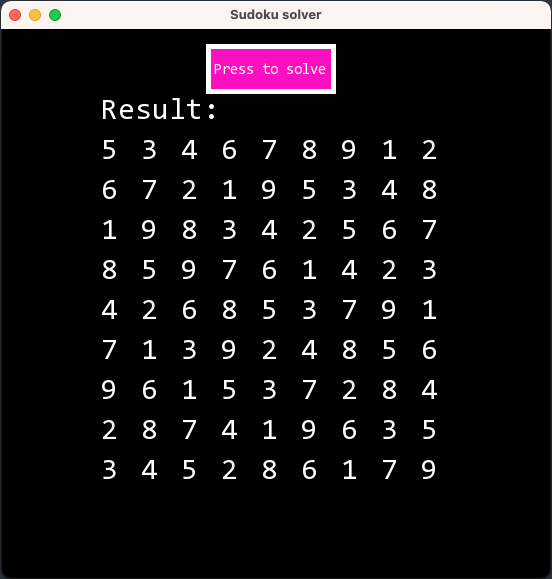 Sudoku solver
Press to solve
Result:
5 3 4 6 7 8 9 1 2
6 7 2 1 9 5 3 4 8
1 9 8 3 4 2 5 6 7
8 5 9 7 6 1 4 2 3
4 2 6 8 5 3 7 9 1
7 1 3 9 2 4 8 5 6
9 6 1 5 3 7 2 8 4
2 8 7 4 1 9 6 3 5
3 4 5 2 8 6 1 7 9